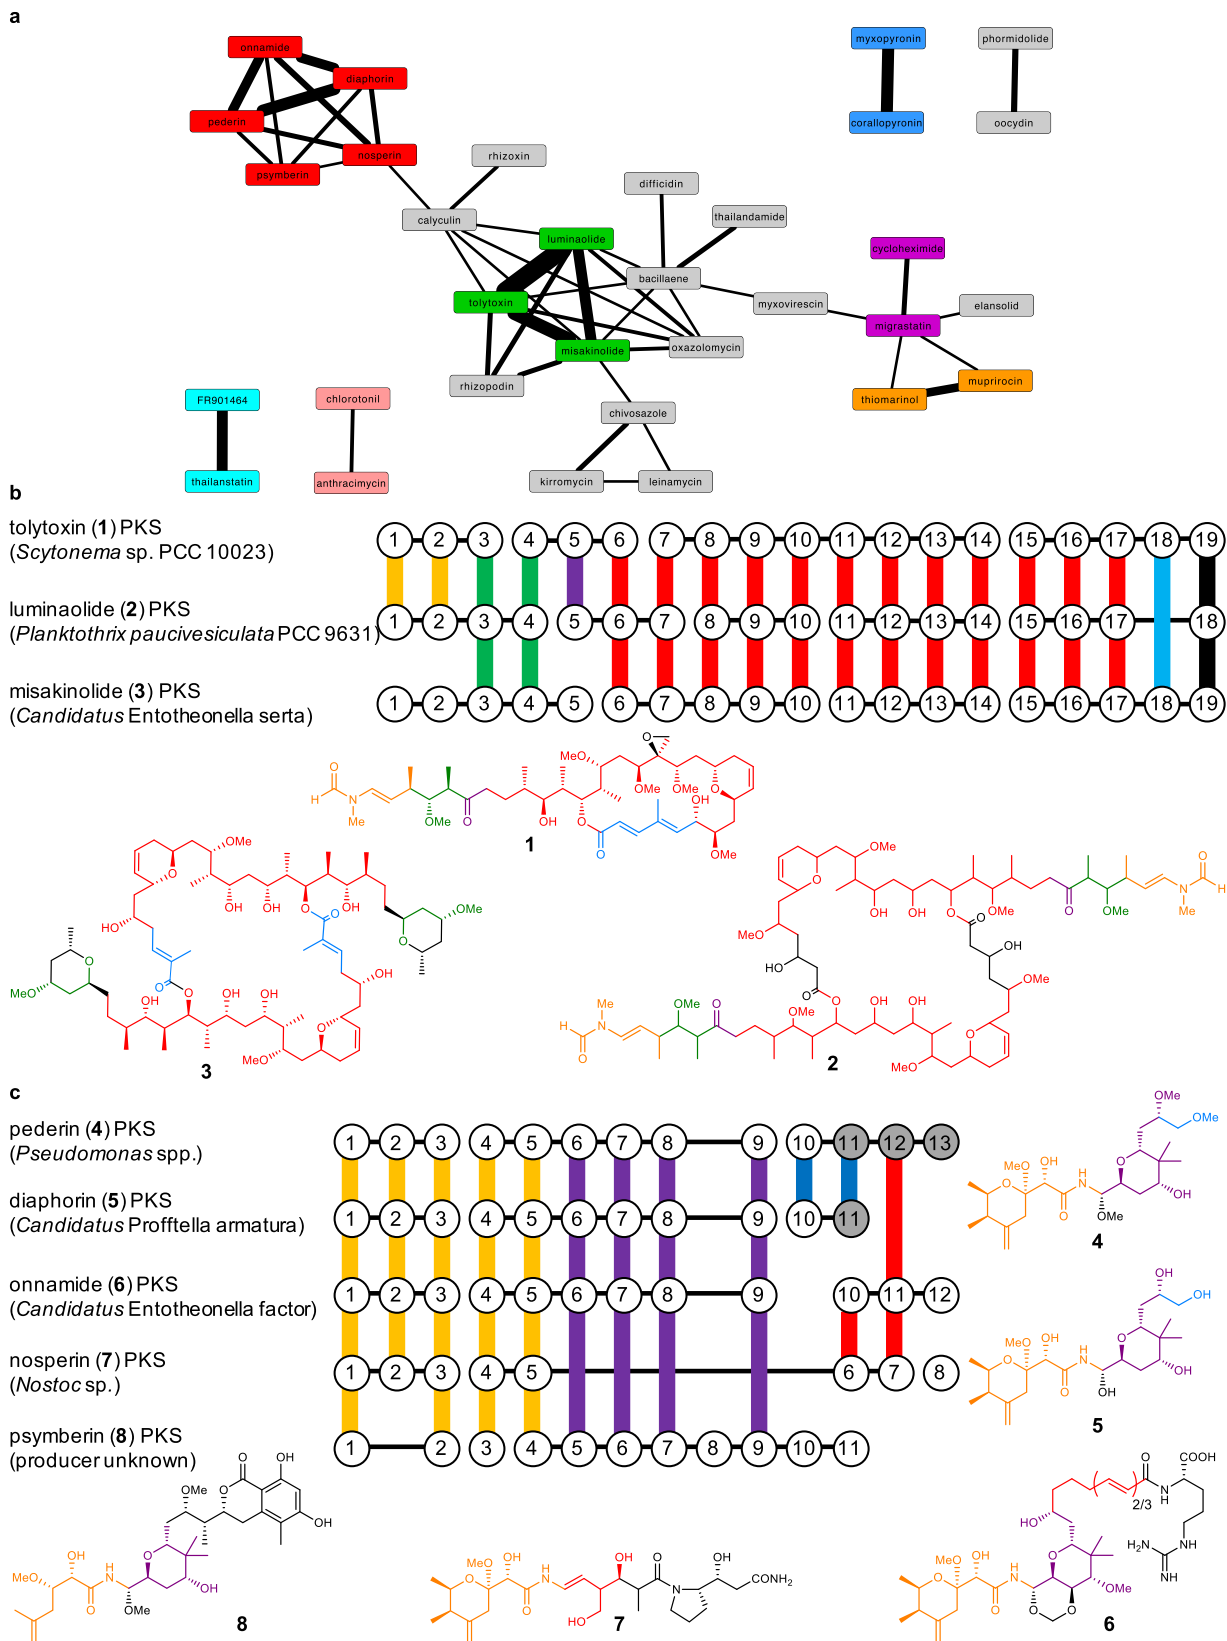 a
onnamide
diaphorin
pederin
nosperin
psymberin
rhizoxin
calyculin
difficidin
thailandamide
luminaolide
bacillaene
tolytoxin
misakinolide
oxazolomycin
rhizopodin
myxovirescin
chivosazole
kirromycin
leinamycin
myxopyronin
corallopyronin
phormidolide
oocydin
cycloheximide
elansolid
migrastatin
muprirocin
thiomarinol
FR901464
thailanstatin
chlorotonil
anthracimycin
b
tolytoxin (1) PKS
(Scytonema sp. PCC 10023)
1 2 3 4 5 6 7 8 9 10 11 12 13 14 15 16 17 18 19
luminaolide (2) PKS
(Planktothrix paucivesiculata PCC 9631)
1 2 3 4 5 6 7 8 9 10 11 12 13 14 15 16 17 18
misakinolide (3) PKS
(Candidatus Entotheonella serta)
1 2 3 4 5 6 7 8 9 10 11 12 13 14 15 16 17 18 19
1
3
2
c
pederin (4) PKS
(Pseudomonas spp.)
1 2 3 4 5 6 7 8 9 10 11 12 13
diaphorin (5) PKS
(Candidatus Profftella armatura)
1 2 3 4 5 6 7 8 9 10 11
onnamide (6) PKS
(Candidatus Entotheonella factor)
1 2 3 4 5 6 7 8 9 10 11 12
nosperin (7) PKS
(Nostoc sp.)
1 2 3 4 5 6 7 8
psymberin (8) PKS
(producer unknown)
1 2 3 4 5 6 7 8 9 10 11
4
5
2/3
6
7
8